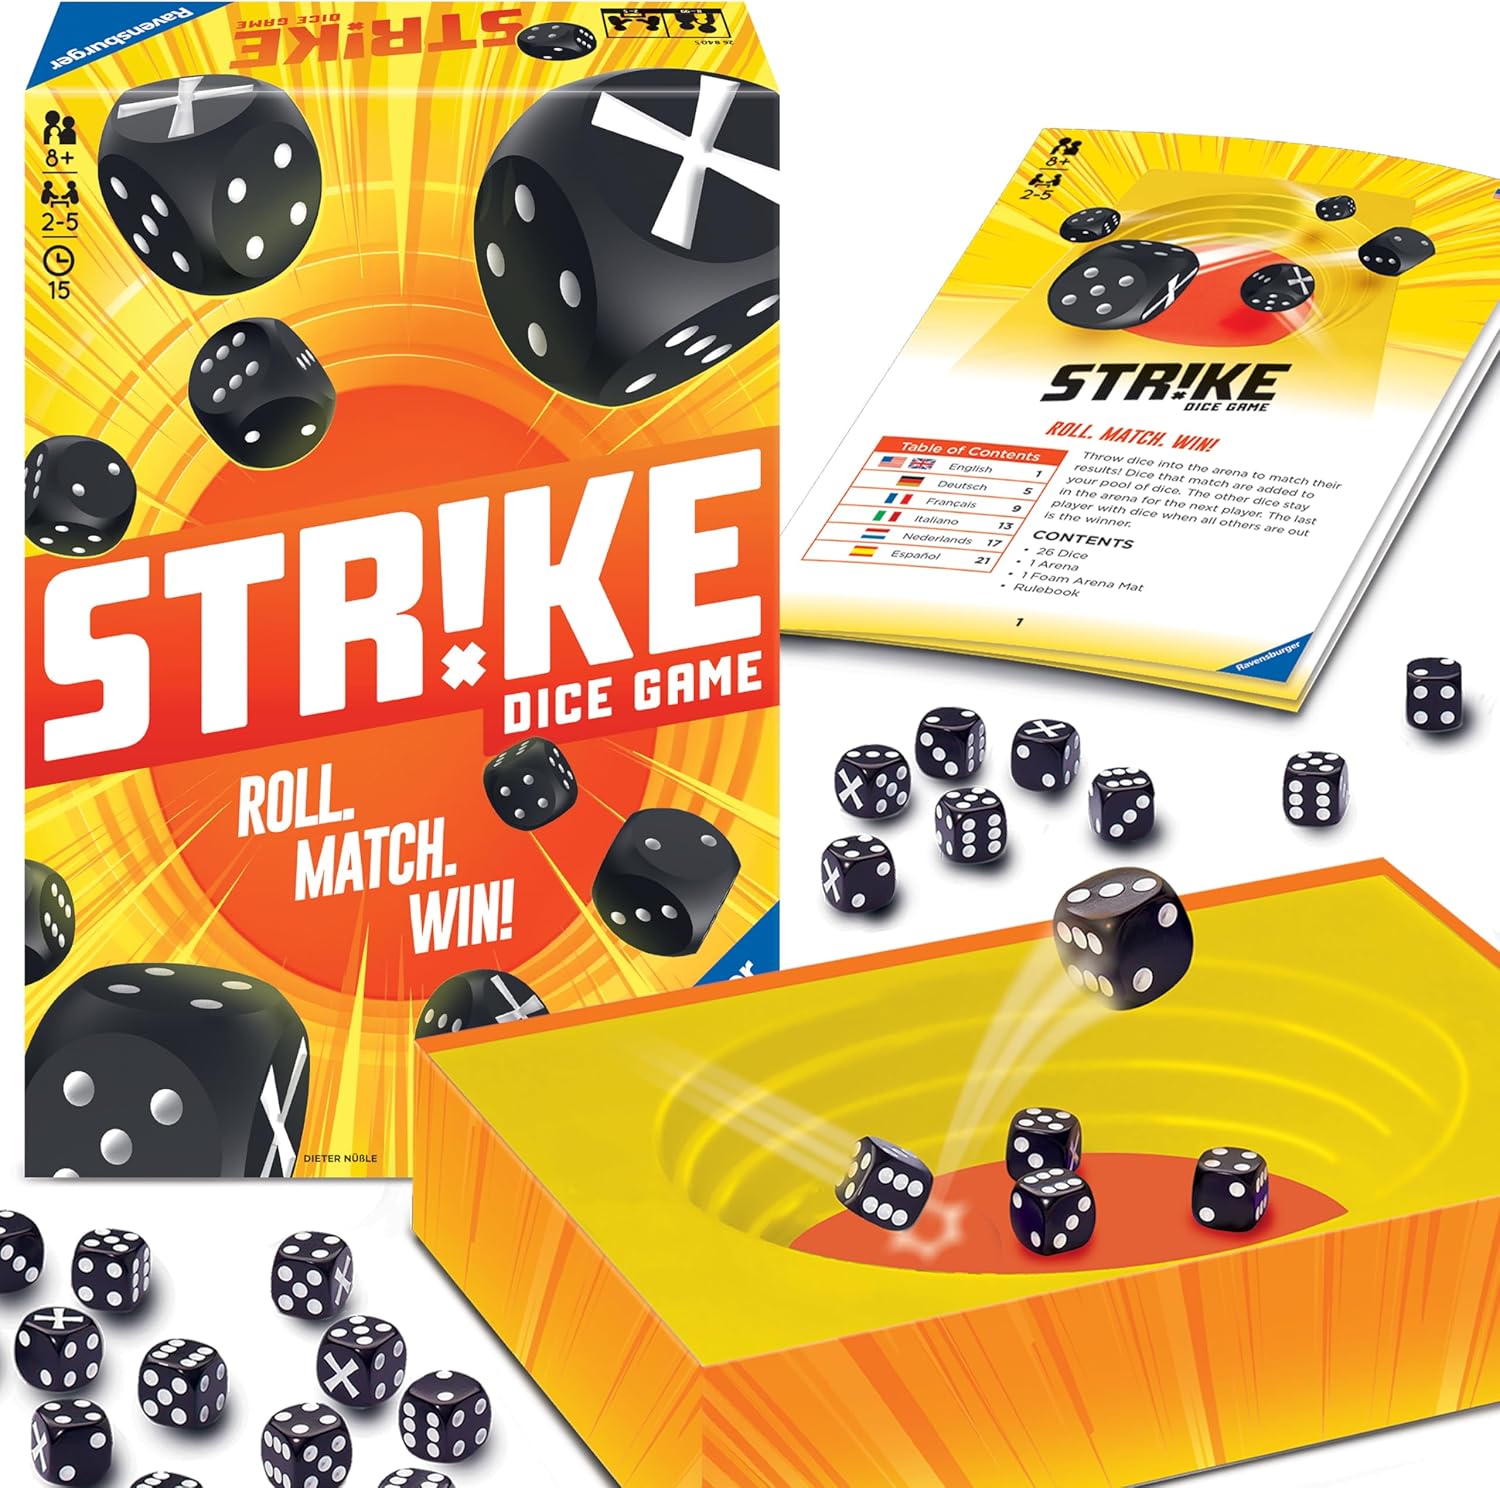 Ravensburger
STR!KE
DICE GAME
8+
2-5
15
STR!KE
DICE GAME
ROLL.
MATCH.
WIN!
DIETER NÜßLE
8+
2-5
STR!KE
DICE GAME
ROLL. MATCH. WIN!
Table of Contents
English 1
Deutsch 5
Français 9
Italiano 13
Nederlands 17
Español 21
Throw dice into the arena to match their
results! Dice that match are added to
your pool of dice. The other dice stay
in the arena for the next player. The last
player with dice when all others are out
is the winner.
CONTENTS
• 26 Dice
• 1 Arena
• 1 Foam Arena Mat
• Rulebook
1
Ravensburger